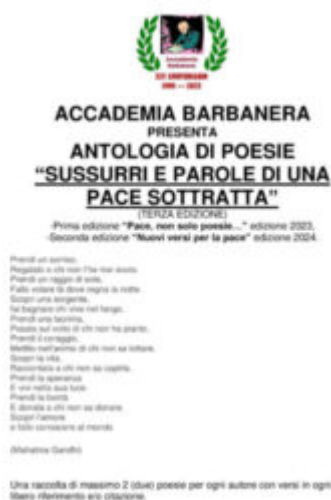 Accademia
Barbanera
ACCADEMIA BARBANERA
PRESENTA
ANTOLOGIA DI POESIE
“SUSSURRI E PAROLE DI UNA
PACE SOTTRATTA”
(TERZA EDIZIONE)
-Prima edizione “Pace, non solo poesie…” edizione 2023,
-Seconda edizione “Nuovi versi per la pace” edizione 2024.
Prendi un sorriso,
Regalalo a chi non l'ha mai avuto.
Prendi un raggio di sole,
Fallo volare là dove regna la notte.
Scopri una sorgente,
fa bagnare chi vive nel fango.
Prendi una lacrima,
Posala sul volto di chi non ha pianto.
Prendi il coraggio,
Mettilo nell'animo di chi non sa lottare.
Scopri la vita,
Raccontala a chi non sa capirla.
Prendi la speranza
E vivi nella sua luce.
Prendi la bontà
E donala a chi non sa donare.
Scopri l'amore
e fallo conoscere al mondo
(Mahatma Gandhi)
Una raccolta di massimo 2 (due) poesie per ogni autore con versi in ogni
libero riferimento e/o citazione.